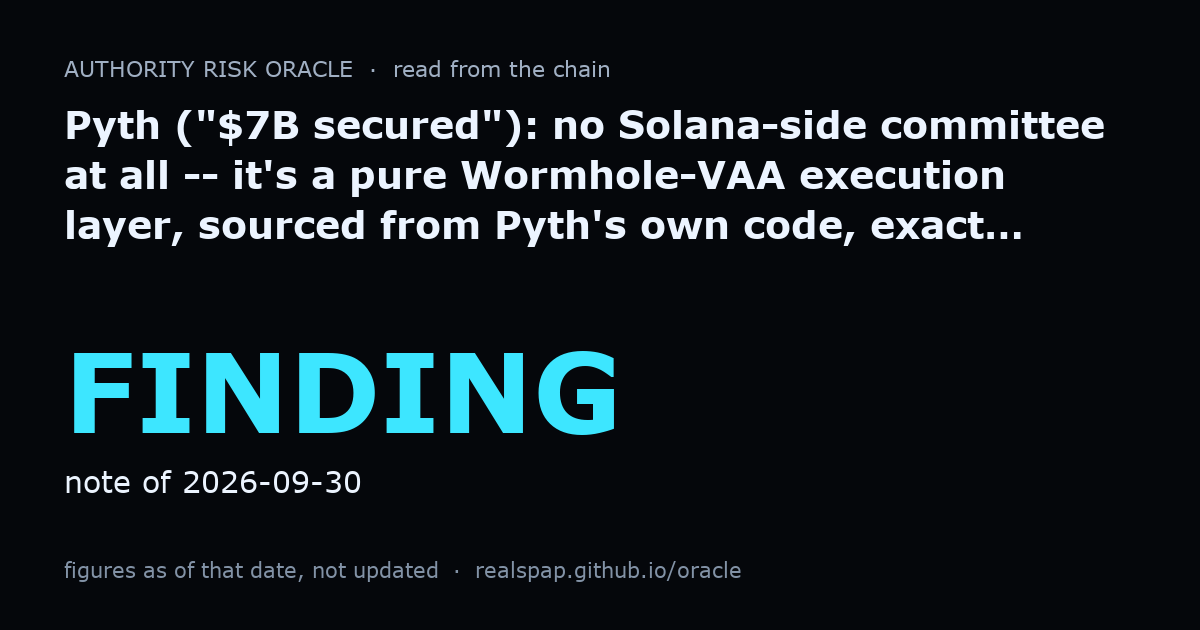 AUTHORITY RISK ORACLE · read from the chain
Pyth ("$7B secured"): no Solana-side committee
at all -- it's a pure Wormhole-VAA execution
layer, sourced from Pyth's own code, exact…
FINDING
note of 2026-09-30
figures as of that date, not updated · realspap.github.io/oracle